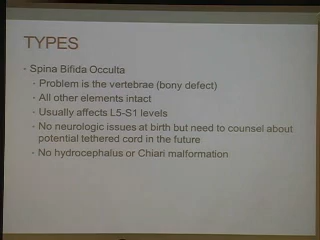 TYPES
• Spina Bifida Occulta
• Problem is the vertebrae (bony defect)
• All other elements intact
• Usually affects L5-S1 levels
• No neurologic issues at birth but need to counsel about
potential tethered cord in the future
• No hydrocephalus or Chiari malformation